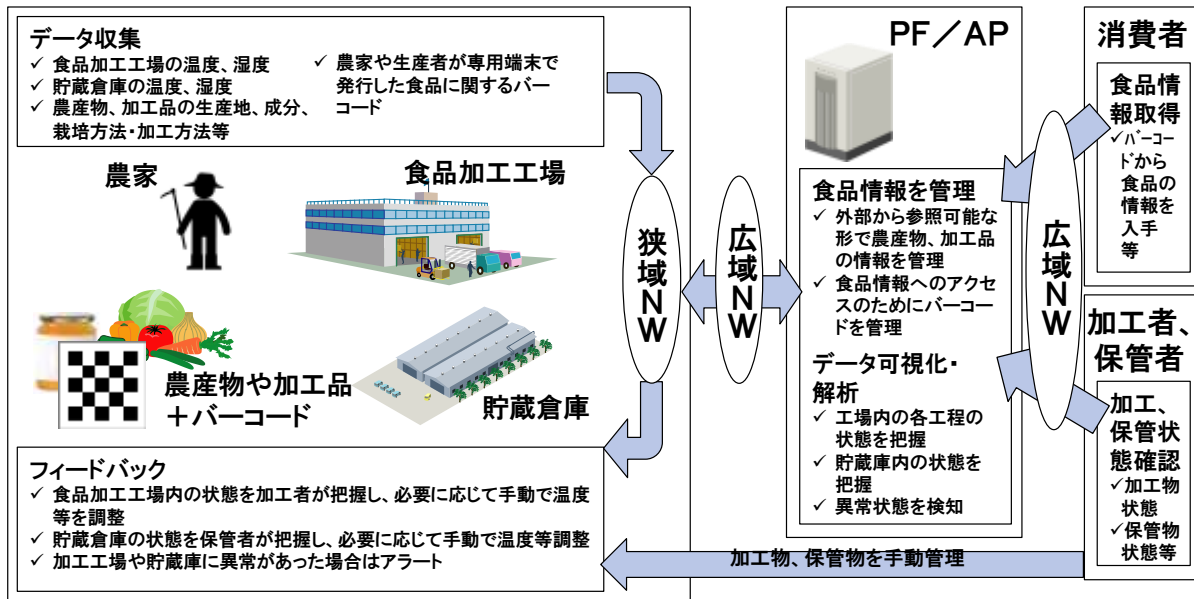 データ収集
✓ 食品加工工場の温度、湿度
✓ 貯蔵倉庫の温度、湿度
✓ 農産物、加工品の生産地、成分、
栽培方法・加工方法等
✓ 農家や生産者が専用端末で
発行した食品に関するバー
コード
農家
食品加工工場
農産物や加工品
＋バーコード
貯蔵倉庫
フィードバック
✓ 食品加工工場内の状態を加工者が把握し、必要に応じて手動で温度
等を調整
✓ 貯蔵倉庫の状態を保管者が把握し、必要に応じて手動で温度等調整
✓ 加工工場や貯蔵庫に異常があった場合はアラート
狭域NW
広域NW
PF／AP
食品情報を管理
✓ 外部から参照可能な
形で農産物、加工品
の情報を管理
✓ 食品情報へのアクセ
スのためにバーコー
ドを管理
データ可視化・
解析
✓ 工場内の各工程の
状態を把握
✓ 貯蔵庫内の状態を
把握
✓ 異常状態を検知
広域NW
消費者
食品情
報取得
✓ バーコー
ドから
食品の
情報を
入手
等
加工者、
保管者
加工、
保管状
態確認
✓加工物
状態
✓保管物
状態等
加工物、保管物を手動管理